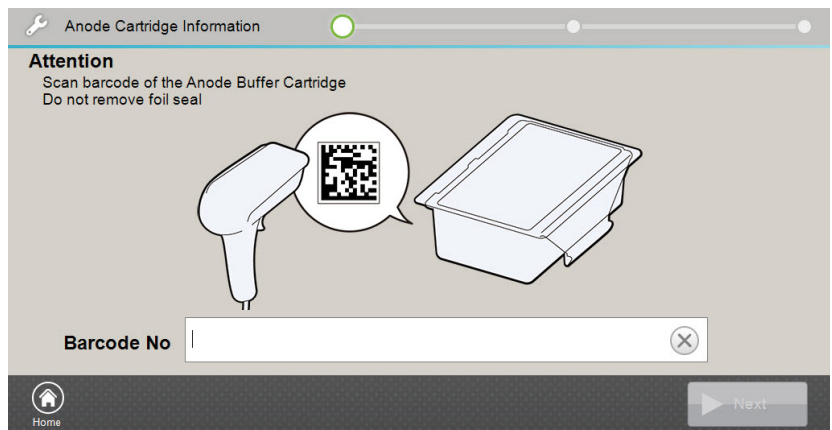 Anode Cartridge Information
Attention
Scan barcode of the Anode Buffer Cartridge
Do not remove foil seal
Barcode No
Home
Next